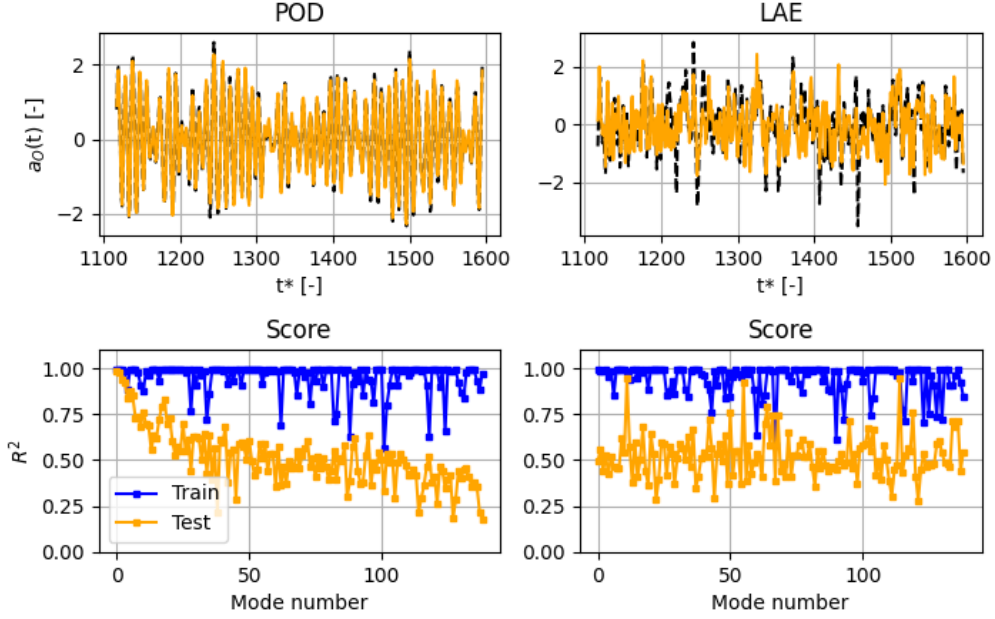 POD
LAE
a_O(t) [-]
2
0
−2
2
0
−2
1100 1200 1300 1400 1500 1600
1100 1200 1300 1400 1500 1600
t* [-]
t* [-]
Score
Score
R²
1.00
0.75
0.50
0.25
0.00
Train
Test
1.00
0.75
0.50
0.25
0.00
0 50 100
0 50 100
Mode number
Mode number